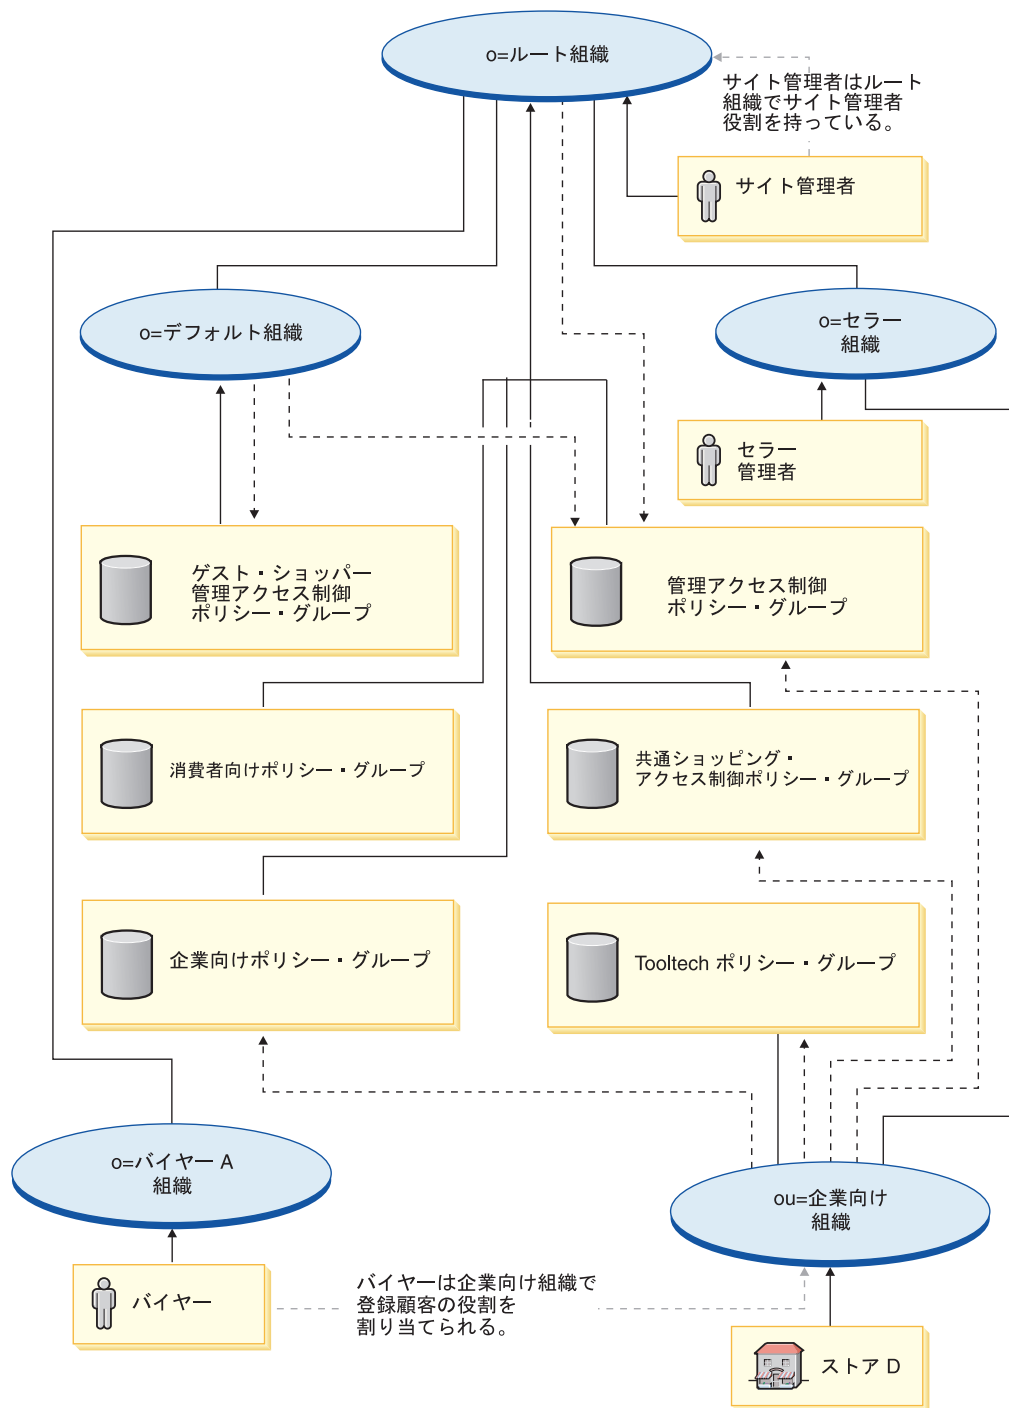 o=ルート組織
サイト管理者はルート
組織でサイト管理者
役割を持っている。
サイト管理者
o=デフォルト組織
o=セラー
組織
セラー
管理者
ゲスト・ショッパー
管理アクセス制御
ポリシー・グループ
管理アクセス制御
ポリシー・グループ
消費者向けポリシー・グループ
共通ショッピング・
アクセス制御ポリシー・グループ
企業向けポリシー・グループ
Tooltech ポリシー・グループ
o=バイヤー A
組織
ou=企業向け
組織
バイヤー
バイヤーは企業向け組織で
登録顧客の役割を
割り当てられる。
ストア D